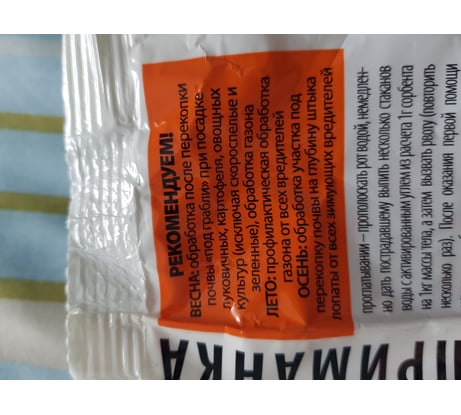 РЕКОМЕНДУЕМ!
ВЕСНА: обработка после перекопки
почвы «под грабли» при посадке
луковичных, картофеля, овощных
культур (исключая скороспелые и
зеленные), обработка газона
ЛЕТО: профилактическая обработка
газона от всех вредителей
ОСЕНЬ: обработка участка под
перекопку почвы на глубину штыка
лопаты от всех зимующих вредителей
проглатывании – прополоскать рот водой, немедлен-
но дать пострадавшему выпить несколько стаканов
воды с активированным углем из расчета 1г сорбента
на 1кг массы тела, а затем вызвать рвоту (повторить
несколько раз). После оказания первой помощи
ПРИМАНКА